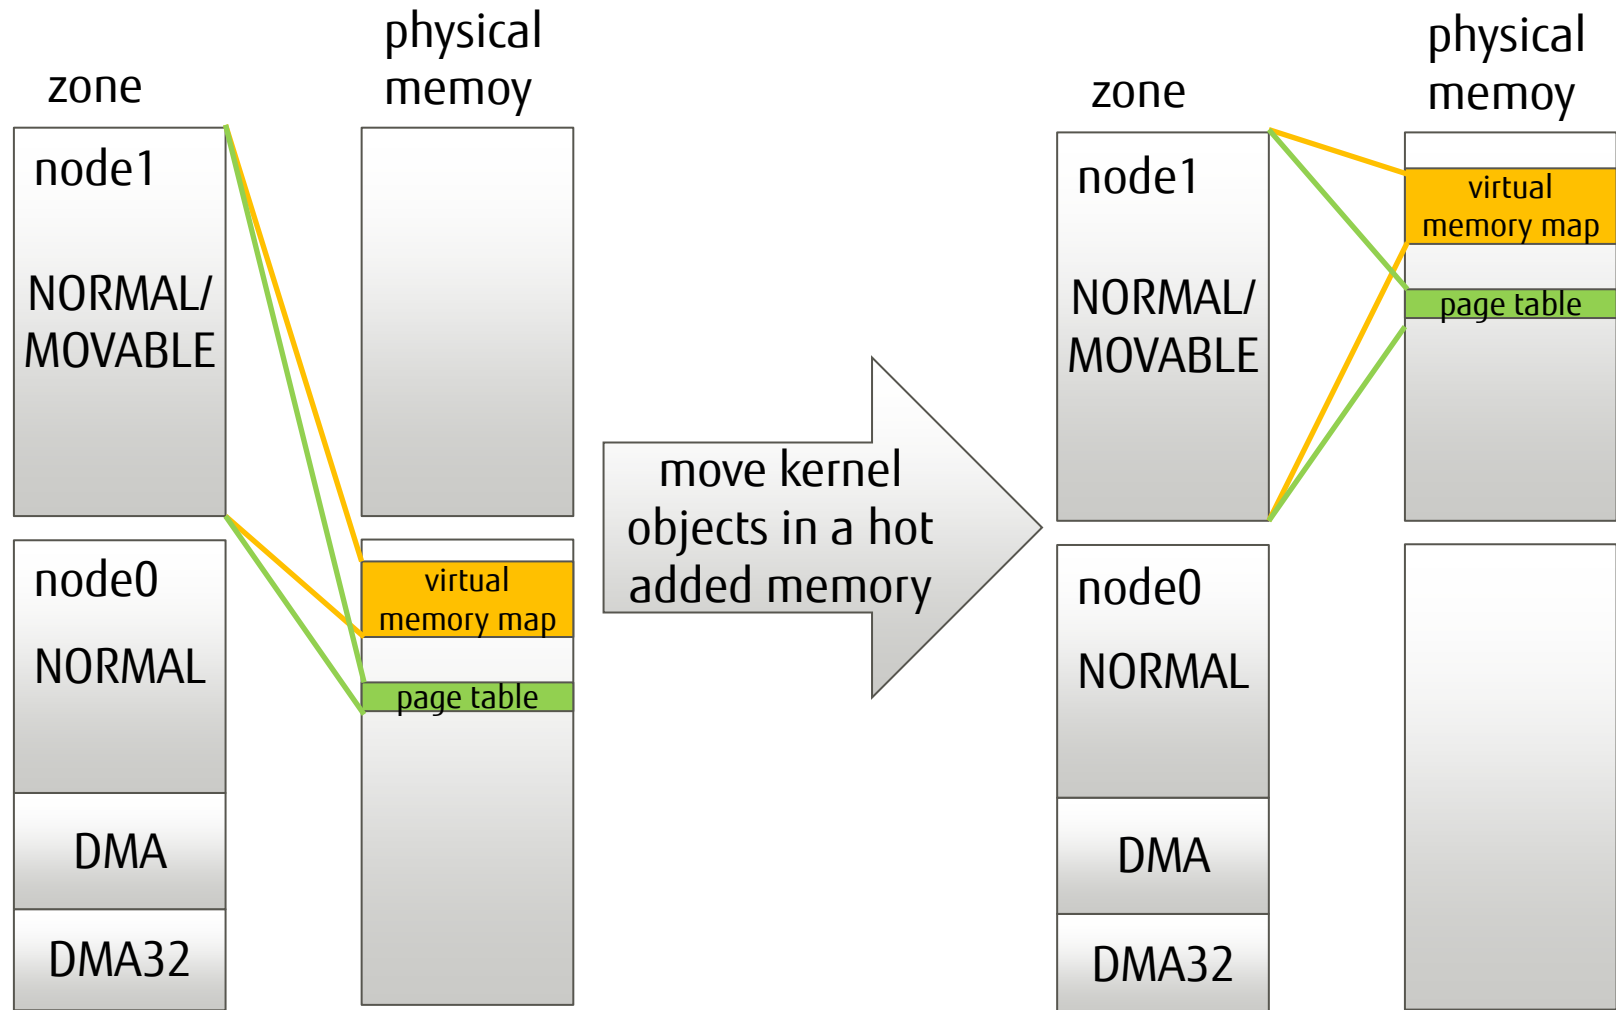 zone
physical
memoy
node1
NORMAL/
MOVABLE
node0
NORMAL
DMA
DMA32
virtual
memory map
page table
move kernel
objects in a hot
added memory
zone
physical
memoy
node1
NORMAL/
MOVABLE
virtual
memory map
page table
node0
NORMAL
DMA
DMA32